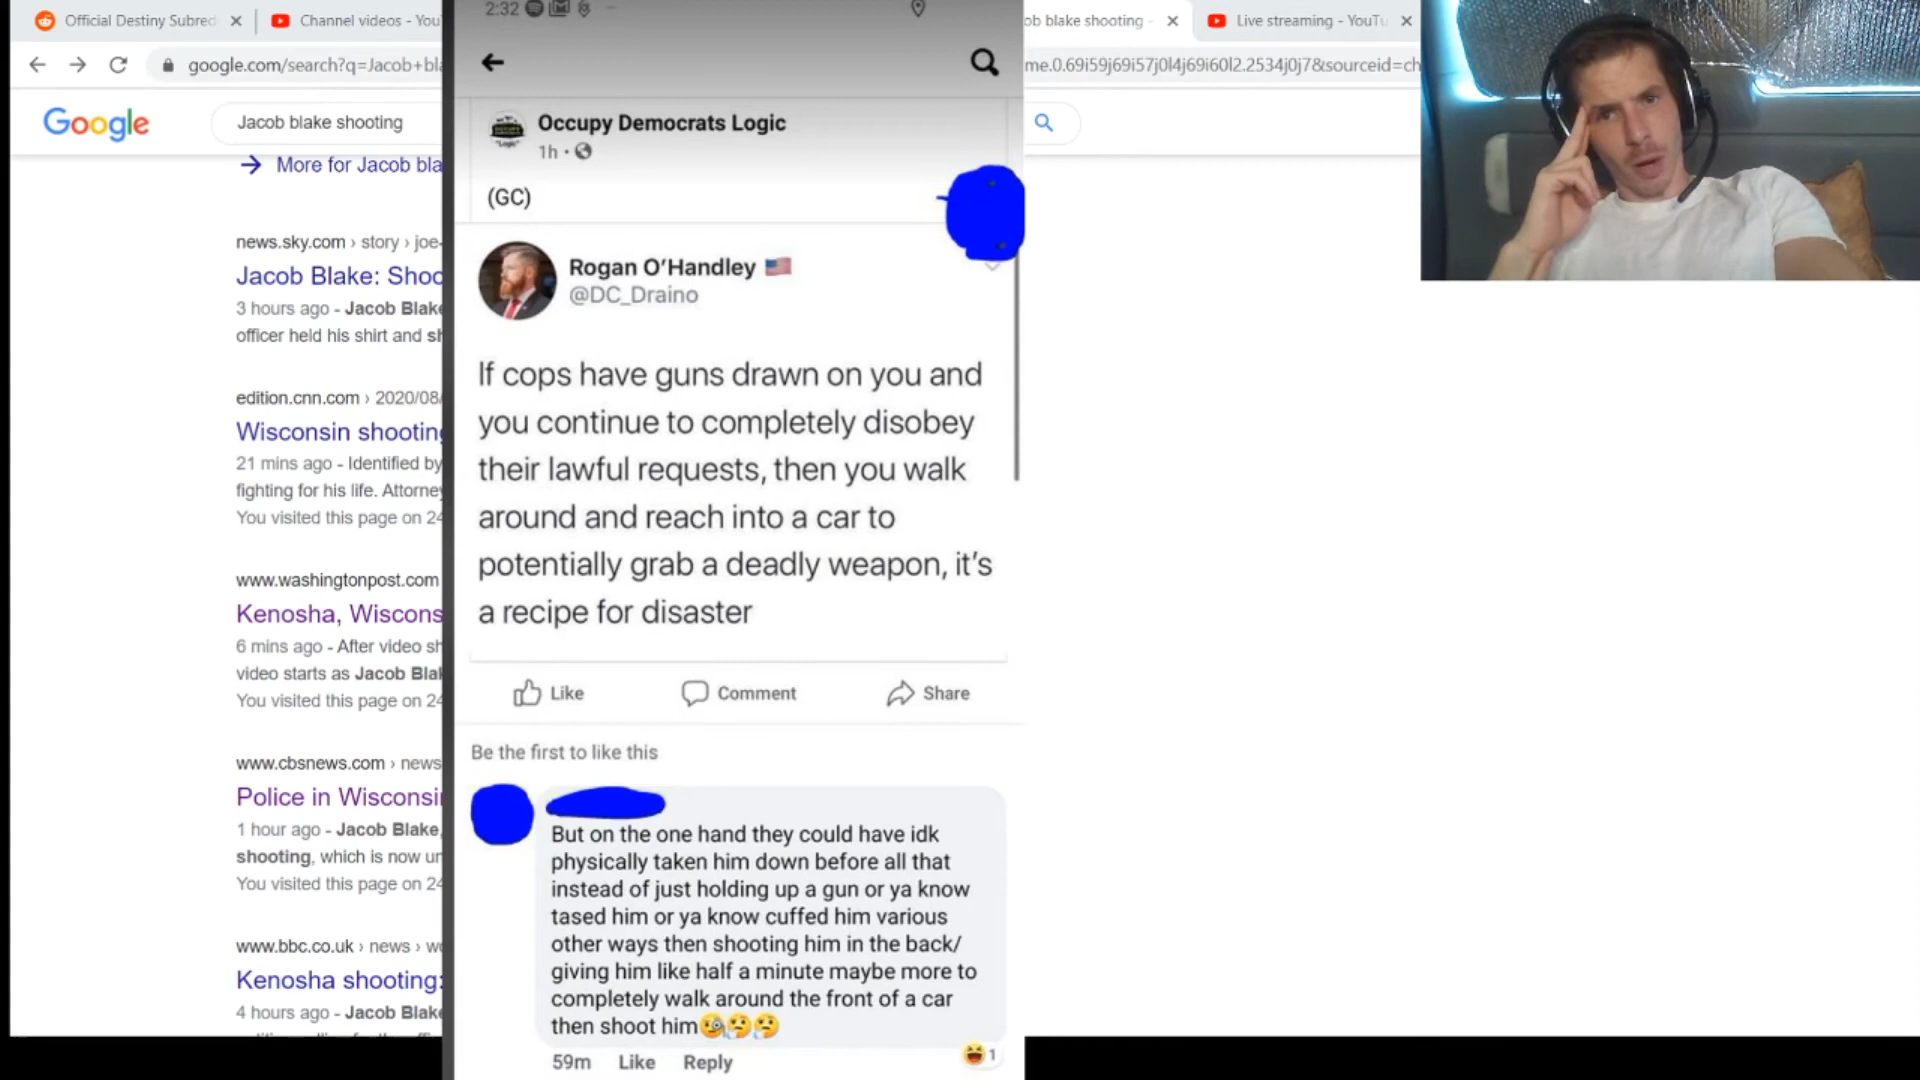 Official Destiny Subred
Channel videos - You
ob blake shooting -
Live streaming - YouTu
google.com/search?q=Jacob+bla
me.0.69i59j69i57j0l4j69i60l2.2534j0j7&sourceid=ch
Google
Jacob blake shooting
More for Jacob bla
news.sky.com › story › joe-
Jacob Blake: Shoo
3 hours ago - Jacob Blake
officer held his shirt and sh
edition.cnn.com › 2020/08/
Wisconsin shooting
21 mins ago - Identified by
fighting for his life. Attorney
You visited this page on 24
www.washingtonpost.com
Kenosha, Wiscons
6 mins ago - After video sh
video starts as Jacob Blak
You visited this page on 24
www.cbsnews.com › news
Police in Wisconsi
1 hour ago - Jacob Blake,
shooting, which is now un
You visited this page on 24
www.bbc.co.uk › news › wo
Kenosha shooting:
4 hours ago - Jacob Blake
2:32
Occupy Democrats Logic
1h
(GC)
Rogan O'Handley 🇺🇸
@DC_Draino
If cops have guns drawn on you and
you continue to completely disobey
their lawful requests, then you walk
around and reach into a car to
potentially grab a deadly weapon, it's
a recipe for disaster
Like
Comment
Share
Be the first to like this
But on the one hand they could have idk
physically taken him down before all that
instead of just holding up a gun or ya know
tased him or ya know cuffed him various
other ways then shooting him in the back/
giving him like half a minute maybe more to
completely walk around the front of a car
then shoot him🧐🤔🤔
59m Like Reply
1